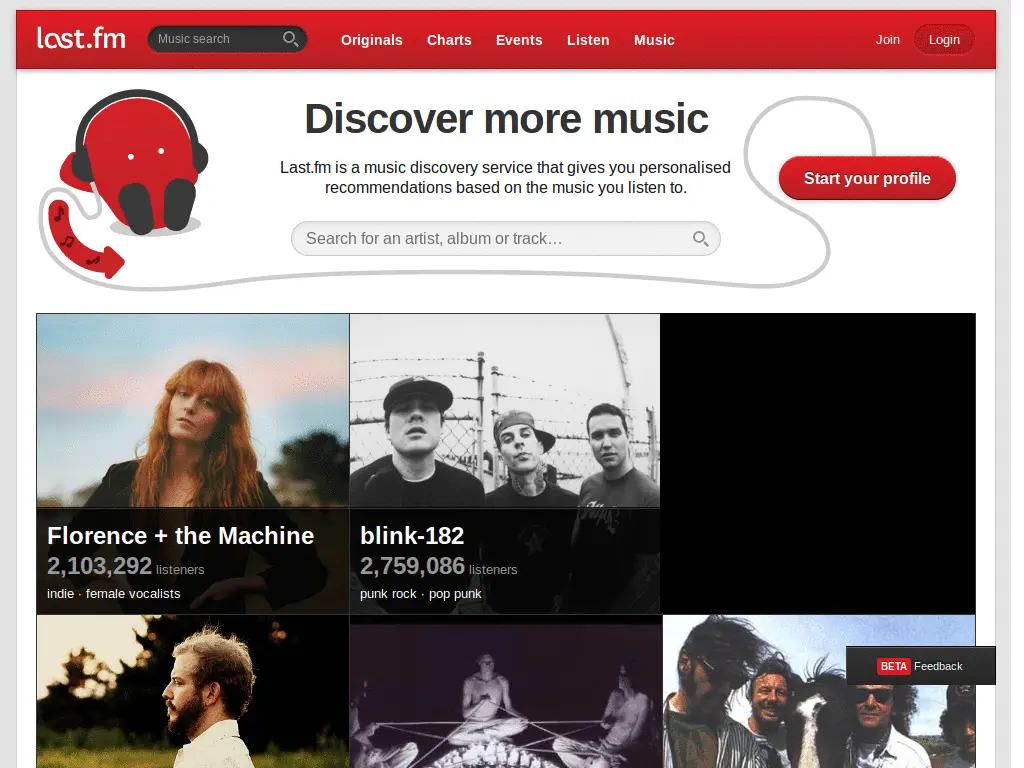 last.fm
Music search
Originals
Charts
Events
Listen
Music
Join
Login
Discover more music
Last.fm is a music discovery service that gives you personalised
recommendations based on the music you listen to.
Start your profile
Search for an artist, album or track…
Florence + the Machine
2,103,292 listeners
indie · female vocalists
blink-182
2,759,086 listeners
punk rock · pop punk
BETA Feedback